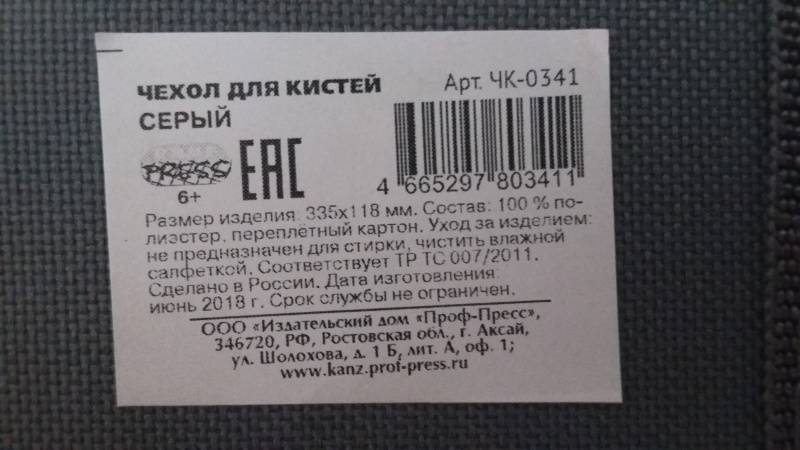 ЧЕХОЛ ДЛЯ КИСТЕЙ
Арт. ЧК-0341
СЕРЫЙ
PRESS
ЕАС
6+
4 665297 803411
Размер изделия: 335х118 мм. Состав: 100 % по-
лиэстер, переплётный картон. Уход за изделием:
не предназначен для стирки, чистить влажной
салфеткой. Соответствует ТР ТС 007/2011.
Сделано в России. Дата изготовления:
июнь 2018 г. Срок службы не ограничен.
ООО «Издательский дом «Проф-Пресс»,
346720, РФ, Ростовская обл., г. Аксай,
ул. Шолохова, д. 1 Б, лит. А, оф. 1;
www.kanz.prof-press.ru